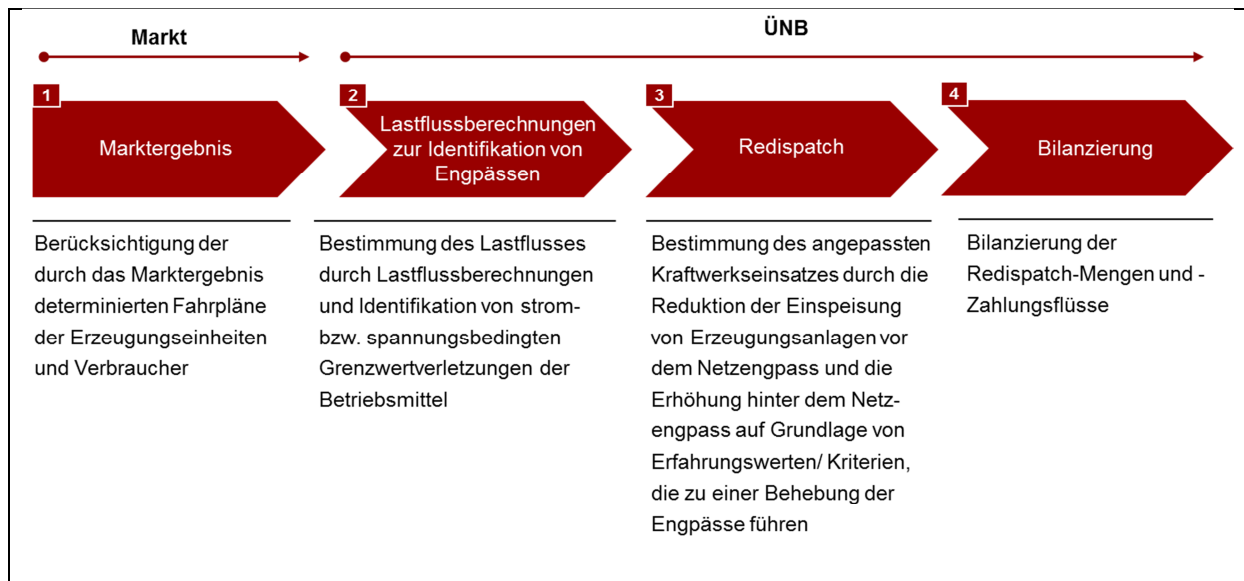 Markt
ÜNB
1
Marktergebnis
2
Lastflussberechnungen
zur Identifikation von
Engpässen
3
Redispatch
4
Bilanzierung
Berücksichtigung der
durch das Marktergebnis
determinierten Fahrpläne
der Erzeugungseinheiten
und Verbraucher
Bestimmung des Lastflusses
durch Lastflussberechnungen
und Identifikation von strom-
bzw. spannungsbedingten
Grenzwertverletzungen der
Betriebsmittel
Bestimmung des angepassten
Kraftwerkseinsatzes durch die
Reduktion der Einspeisung
von Erzeugungsanlagen vor
dem Netzengpass und die
Erhöhung hinter dem Netz-
engpass auf Grundlage von
Erfahrungswerten/ Kriterien,
die zu einer Behebung der
Engpässe führen
Bilanzierung der
Redispatch-Mengen und -
Zahlungsflüsse